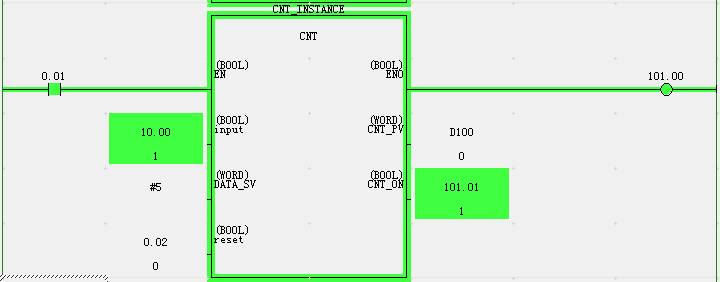 CNT_INSTANCE
CNT
0.01
(BOOL)
EN
(BOOL)
ENO
101.00
10.00
1
(BOOL)
input
(WORD)
CNT_PV
D100
0
#5
(WORD)
DATA_SV
(BOOL)
CNT_ON
101.01
1
0.02
0
(BOOL)
reset